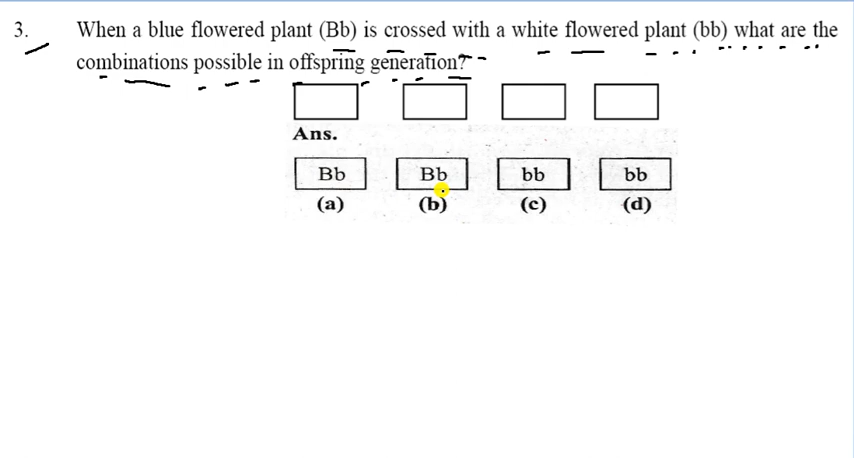 3. When a blue flowered plant (Bb) is crossed with a white flowered plant (bb) what are the
combinations possible in offspring generation?
Ans.
Bb Bb bb bb
(a) (b) (c) (d)